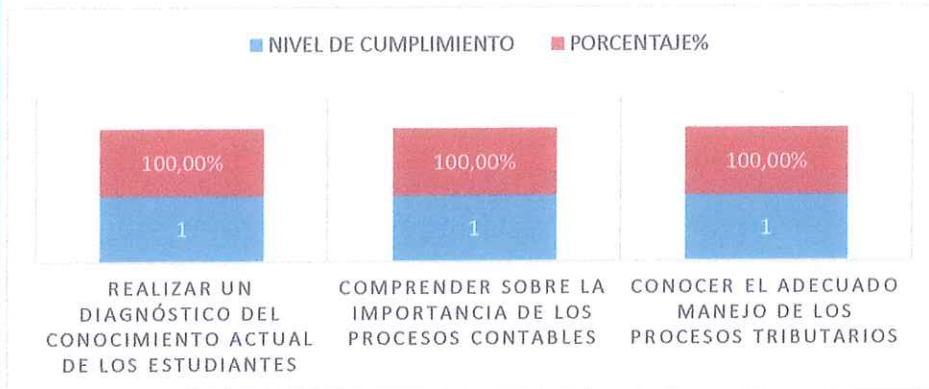 NIVEL DE CUMPLIMIENTO PORCENTAJE%
100,00% 100,00% 100,00%
1 1 1
REALIZAR UN
DIAGNÓSTICO DEL
CONOCIMIENTO ACTUAL
DE LOS ESTUDIANTES
COMPRENDER SOBRE LA
IMPORTANCIA DE LOS
PROCESOS CONTABLES
CONOCER EL ADECUADO
MANEJO DE LOS
PROCESOS TRIBUTARIOS